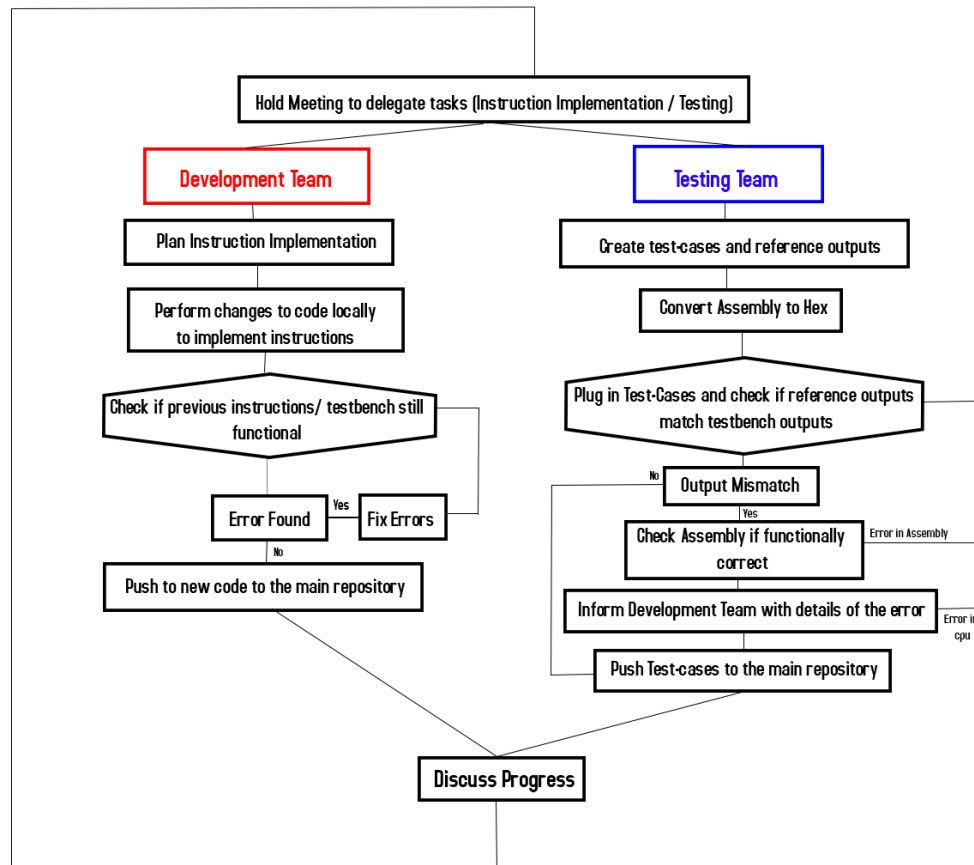 Hold Meeting to delegate tasks (Instruction Implementation / Testing)
Development Team
Testing Team
Plan Instruction Implementation
Create test-cases and reference outputs
Perform changes to code locally
to implement instructions
Convert Assembly to Hex
Check if previous instructions/ testbench still
functional
Plug in Test-Cases and check if reference outputs
match testbench outputs
No
Output Mismatch
Yes
Error Found
Yes
Fix Errors
No
Check Assembly if functionally
correct
Error in Assembly
Push to new code to the main repository
Inform Development Team with details of the error
Error in
cpu
Push Test-cases to the main repository
Discuss Progress